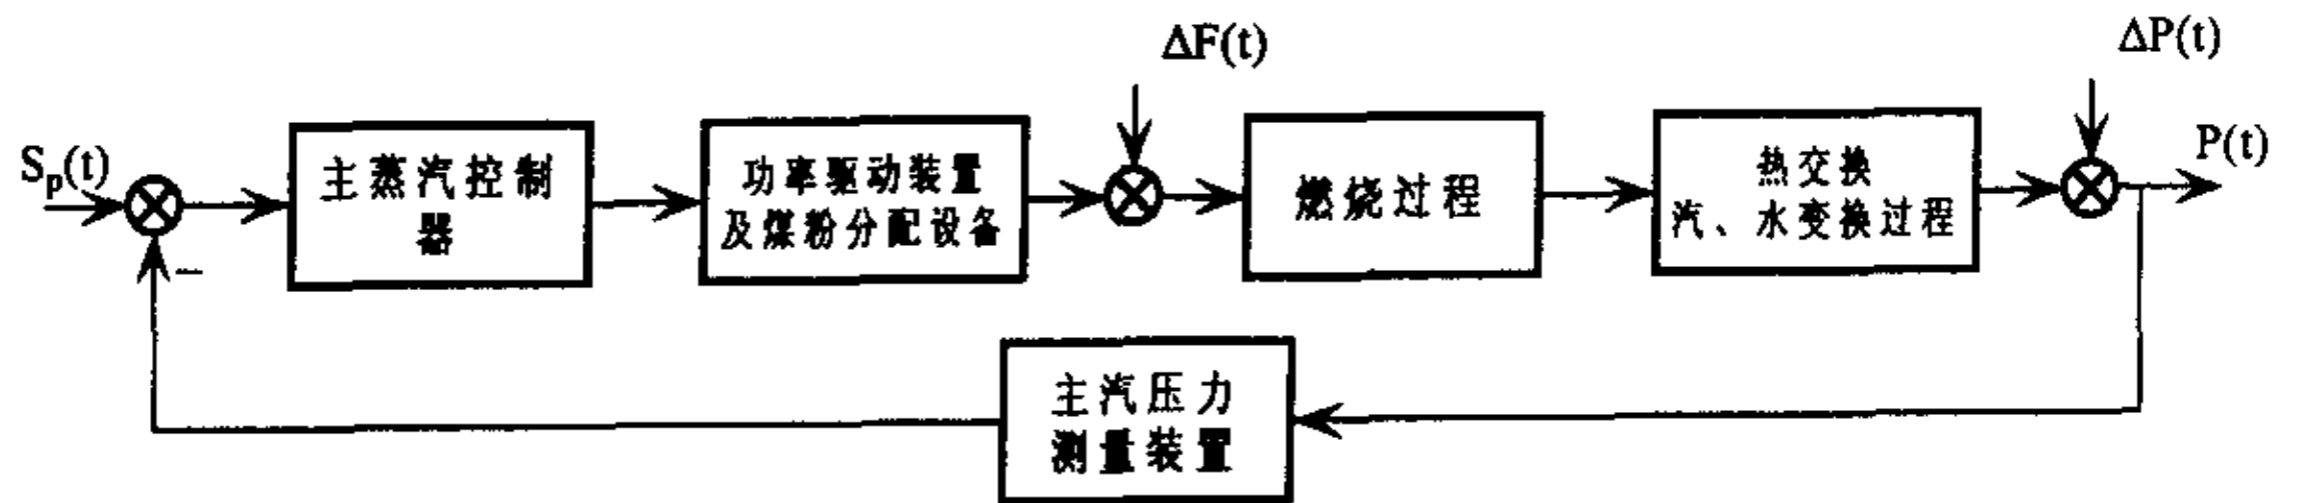 ΔF(t)
ΔP(t)
Sp(t)
主蒸汽控制
器
功率驱动装置
及煤粉分配设备
燃烧过程
热交换
汽、水变换过程
P(t)
−
主汽压力
测量装置